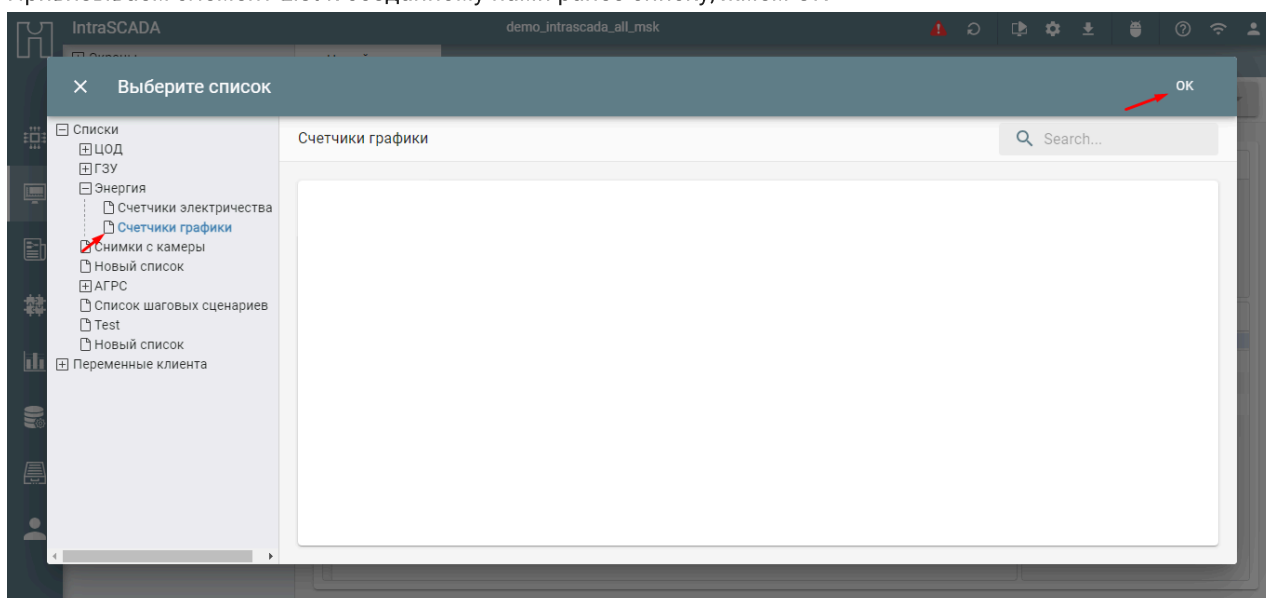 IntraSCADA
demo_intrascada_all_msk
Выберите список
OK
Списки
ЦОД
ГЗУ
Энергия
Счетчики электричества
Счетчики графики
Снимки с камеры
Новый список
АГРС
Список шаговых сценариев
Test
Новый список
Переменные клиента
Счетчики графики
Search...